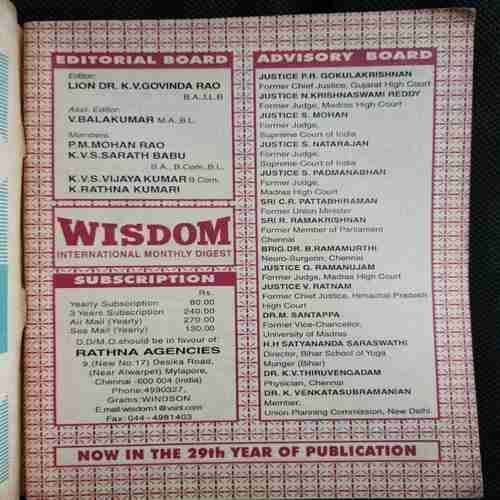 EDITORIAL BOARD
Editor:
LION DR. K.V.GOVINDA RAO
B.A.,LL.B
Asst. Editor:
V.BALAKUMAR M.A.,B.L.
Members:
P.M.MOHAN RAO
K.V.S.SARATH BABU
B.A., B.Com.,B.L.
K.V.S.VIJAYA KUMAR B.Com.
K.RATHNA KUMARI
WISDOM
INTERNATIONAL MONTHLY DIGEST
SUBSCRIPTION
Rs.
Yearly Subscription 80.00
3 Years Subscription 240.00
Air Mail (Yearly) 270.00
Sea Mail (Yearly) 130.00
D.D/M.O.should be in favour of:
RATHNA AGENCIES
9,(New No.17) Desika Road,
(Near Alwarpet) Mylapore,
Chennai -600 004 (India)
Phone:4990327,
Grams:WINDSON
E.mail:wisdom1@vsnl.com
Fax: 044-4981403
ADVISORY BOARD
JUSTICE P.R. GOKULAKRISHNAN
Former Chief Justice, Gujarat High Court
JUSTICE N.KRISHNASWAMI REDDY
Former Judge, Madras High Court
JUSTICE S. MOHAN
Former Judge,
Supreme Court of India
JUSTICE S. NATARAJAN
Former Judge,
Supreme Court of India
JUSTICE S. PADMANABHAN
Former Judge,
Madras High Court
SRI C.R. PATTABHIRAMAN
Former Union Minister
SRI R. RAMAKRISHNAN
Former Member of Parliament
Chennai
BRIG.DR. B.RAMAMURTHI
Neuro-Surgeon, Chennai
JUSTICE G. RAMANUJAM
Former Judge, Madras High Court
JUSTICE V. RATNAM
Former Chief Justice, Himachal Pradesh
High Court
DR.M. SANTAPPA
Former Vice-Chancellor,
University of Madras
H.H SATYANANDA SARASWATHI
Director, Bihar School of Yoga
Munger (Bihar)
DR. K.V.THIRUVENGADAM
Physician, Chennai
DR. K. VENKATASUBRAMANIAN
Member,
Union Planning Commission, New Delhi
NOW IN THE 29th YEAR OF PUBLICATION